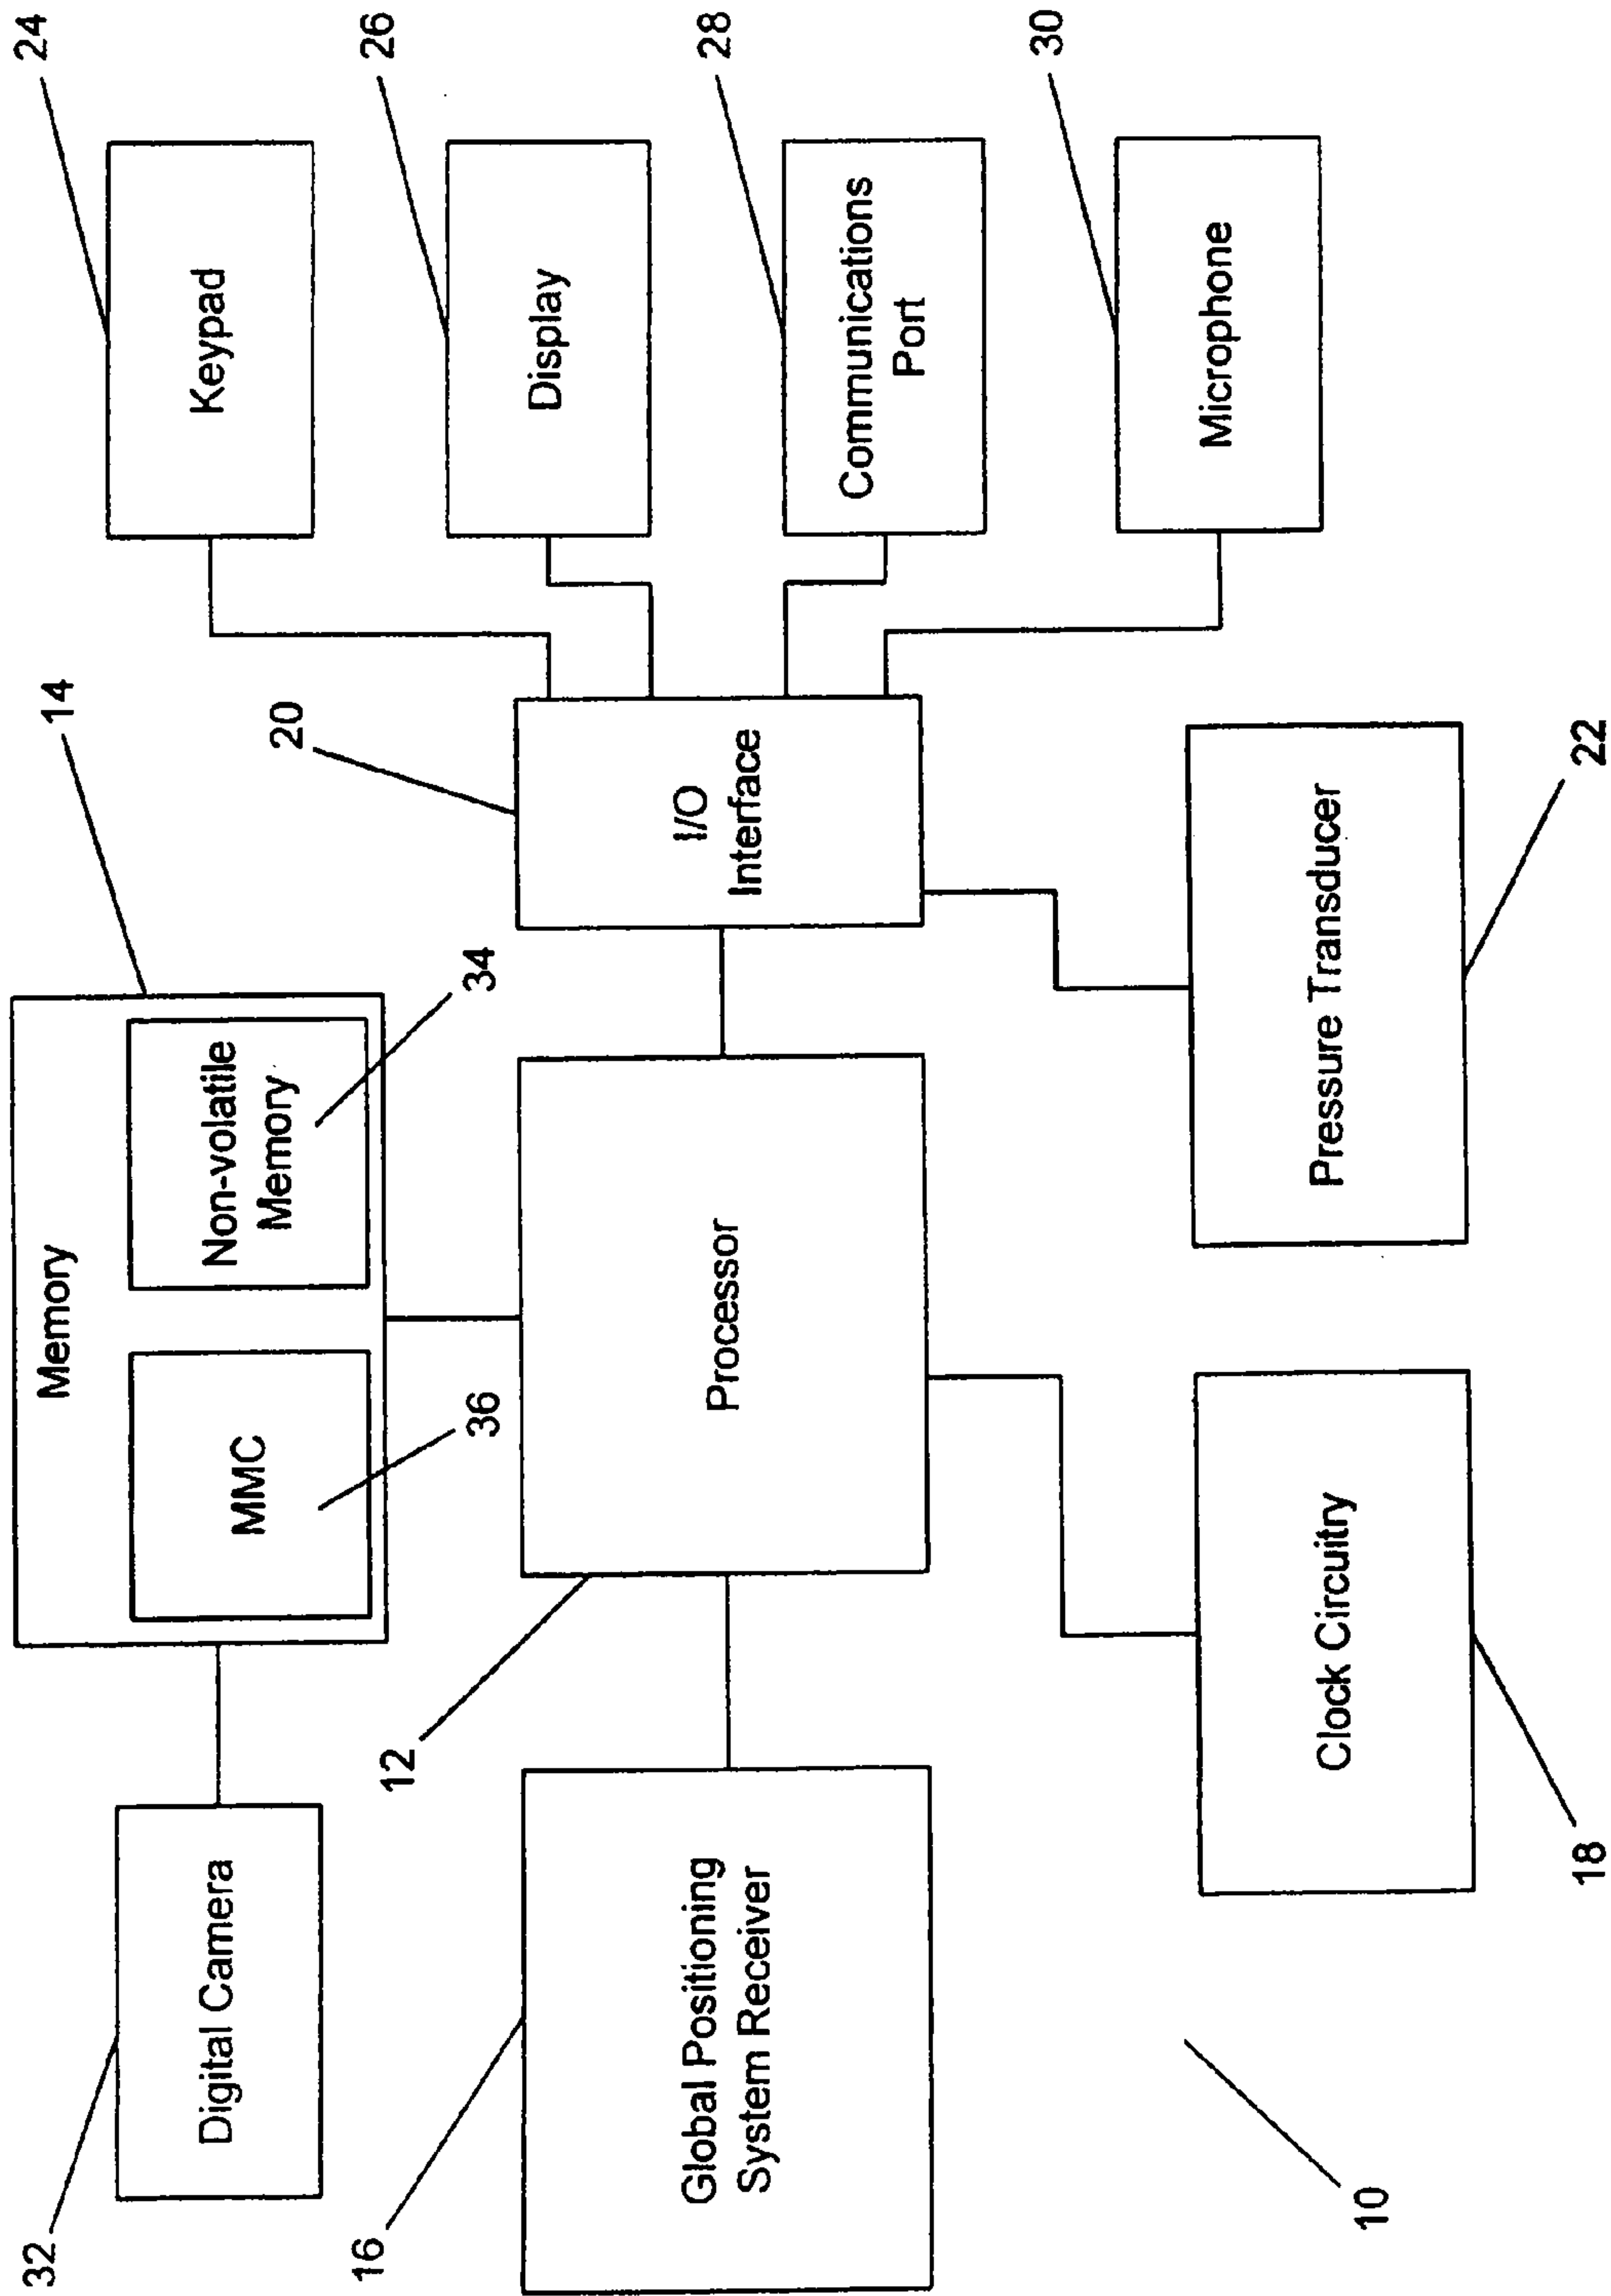 32
Digital Camera
Memory
14
MMC
Non-volatile
Memory
36
34
24
Keypad
20
26
Display
16
Global Positioning
System Receiver
12
Processor
I/O
Interface
28
Communications
Port
30
Microphone
10
Clock Circuitry
18
Pressure Transducer
22